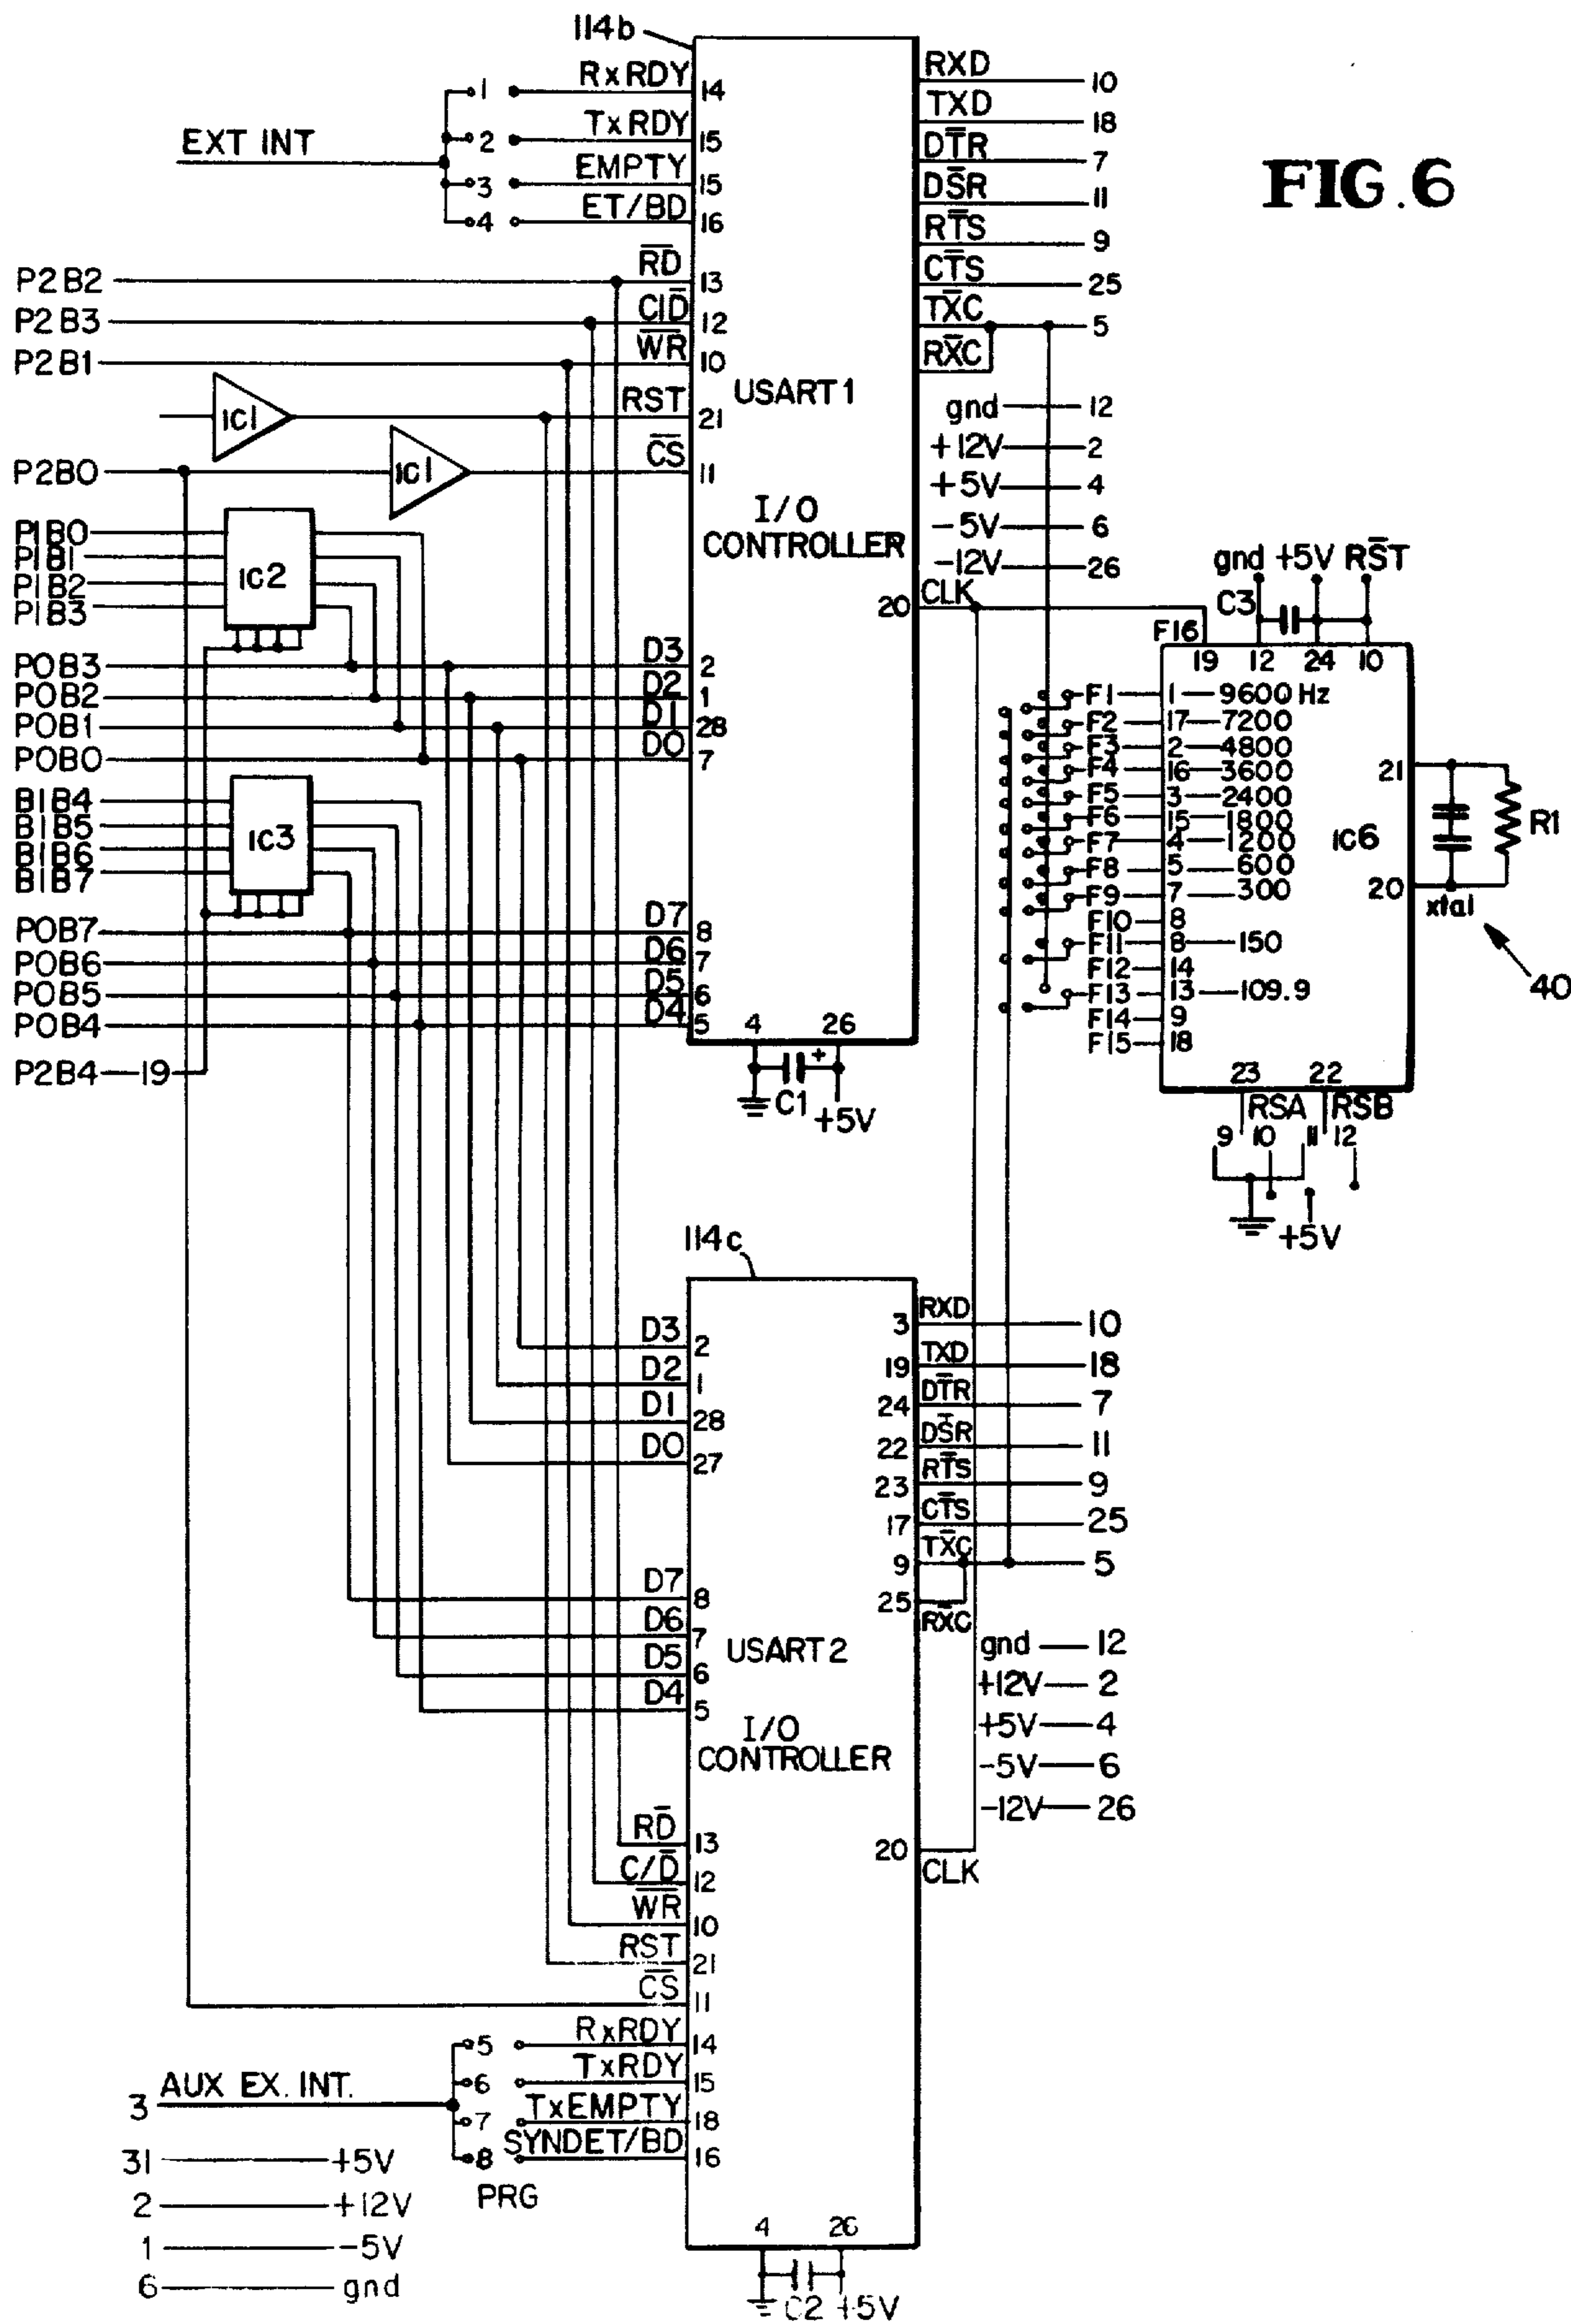 FIG.6
114b
EXT INT
1 RxRDY 14
2 TxRDY 15
3 EMPTY 15
4 ET/BD 16
P2B2 RD 13
P2B3 CID 12
P2B1 WR 10
IC1 RST 21
P2B0 IC1 CS 11
P1B0
P1B1
P1B2
P1B3
IC2
P0B3 D3 2
P0B2 D2 1
P0B1 D1 28
P0B0 D0 7
B1B4
B1B5
B1B6
B1B7
IC3
P0B7 D7 8
P0B6 D6 7
P0B5 D5 6
P0B4 D4 5
P2B4 19
USART 1
I/O
CONTROLLER
4 26
C1 +
+5V
RXD 10
TXD 18
DTR 7
DSR 11
RTS 9
CTS 25
TXC 5
RXC
gnd 12
+12V 2
+5V 4
-5V 6
-12V 26
20 CLK
gnd +5V RST
C3
F16
19 12 24 10
F1 1 9600 Hz
F2 17 7200
F3 2 4800
F4 16 3600
F5 3 2400
F6 15 1800
F7 4 1200
F8 5 600
F9 7 300
F10 8
F11 8 150
F12 14
F13 13 109.9
F14 9
F15 18
IC6
21
20
R1
xtal
40
23 22
RSA RSB
9 10 11 12
+5V
114c
D3 2
D2 1
D1 28
D0 27
D7 8
D6 7
D5 6
D4 5
USART 2
I/O
CONTROLLER
3 RXD 10
19 TXD 18
24 DTR 7
22 DSR 11
23 RTS 9
17 CTS 25
9 TXC 5
25 RXC
gnd 12
+12V 2
+5V 4
-5V 6
-12V 26
20 CLK
RD 13
C/D 12
WR 10
RST 21
CS 11
5 RxRDY 14
6 TxRDY 15
7 TxEMPTY 18
8 SYNDET/BD 16
PRG
3 AUX EX. INT.
31 +5V
2 +12V
1 -5V
6 gnd
4 26
C2 +5V